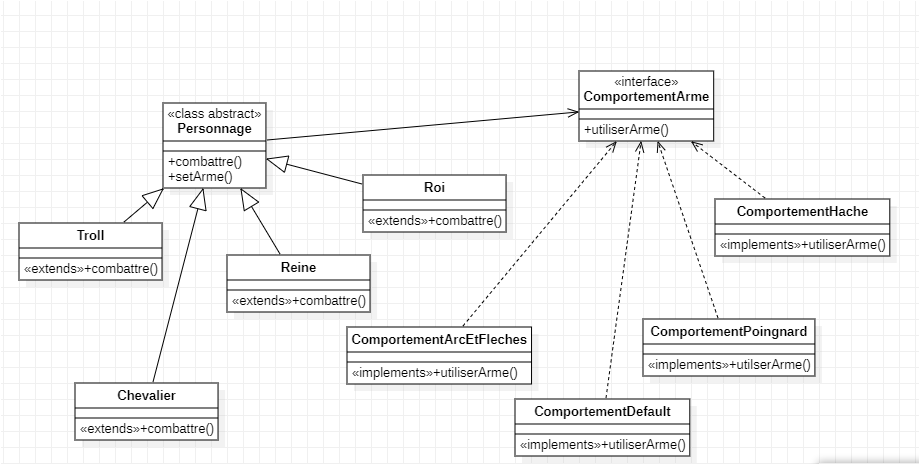 «class abstract»
Personnage
+combattre()
+setArme()
«interface»
ComportementArme
+utiliserArme()
Roi
«extends»+combattre()
Troll
«extends»+combattre()
Reine
«extends»+combattre()
Chevalier
«extends»+combattre()
ComportementHache
«implements»+utiliserArme()
ComportementArcEtFleches
«implements»+utiliserArme()
ComportementPoingnard
«implements»+utilserArme()
ComportementDefault
«implements»+utiliserArme()